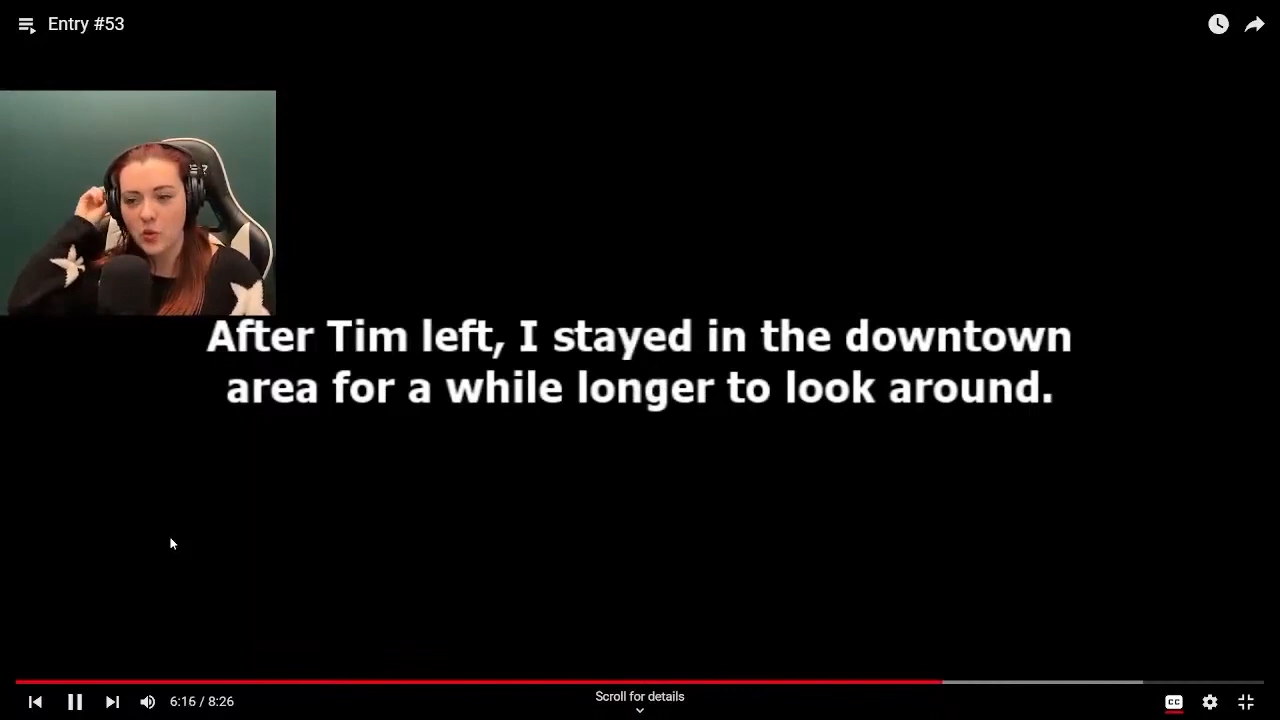 Entry #53
After Tim left, I stayed in the downtown
area for a while longer to look around.
6:16 / 8:26
Scroll for details
CC